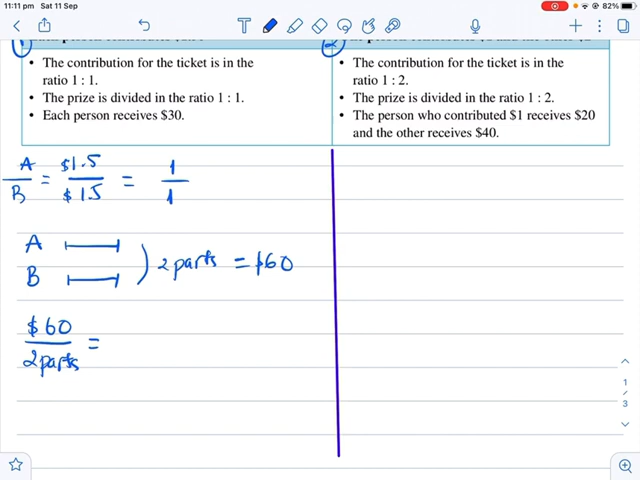 11:11 pm Sat 11 Sep
82%
1
2
• The contribution for the ticket is in the
ratio 1 : 1.
• The prize is divided in the ratio 1 : 1.
• Each person receives $30.
• The contribution for the ticket is in the
ratio 1 : 2.
• The prize is divided in the ratio 1 : 2.
• The person who contributed $1 receives $20
and the other receives $40.
A/B = $1.5/$1.5 = 1/1
A
B
) 2 parts = $60
$60/2 parts =
1
/
3